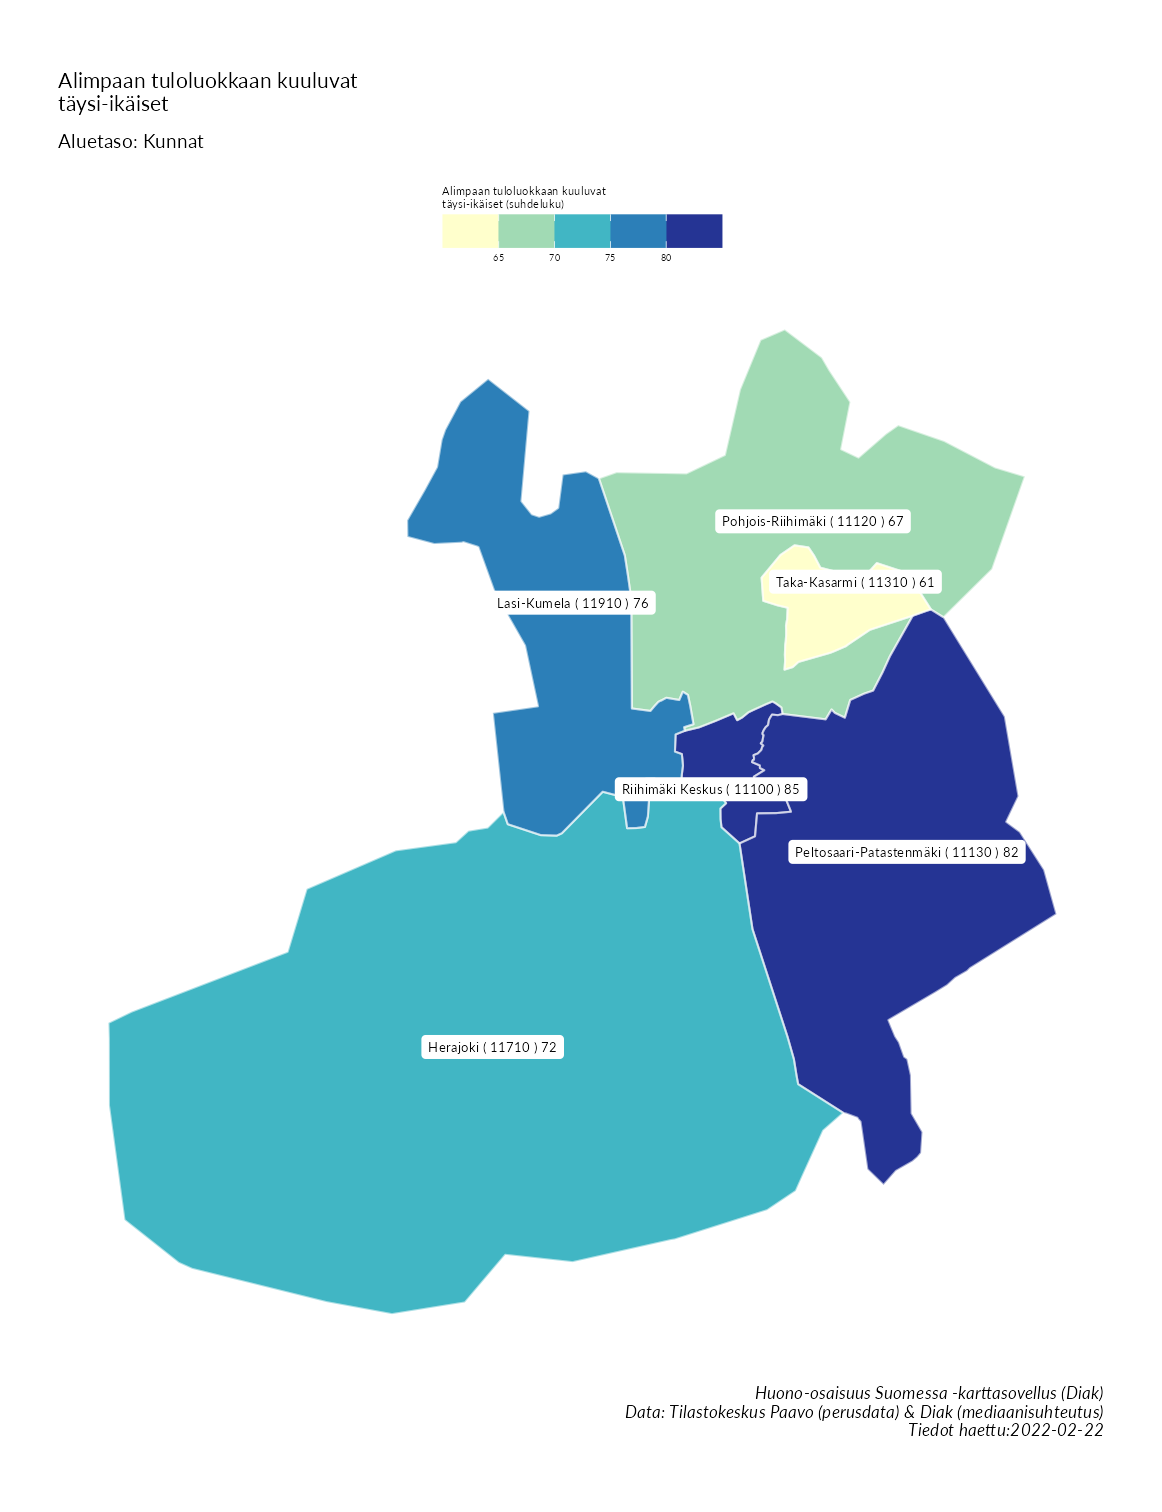 Alimpaan tuloluokkaan kuuluvat
täysi-ikäiset
Aluetaso: Kunnat
Alimpaan tuloluokkaan kuuluvat
täysi-ikäiset (suhdeluku)
65 70 75 80
Pohjois-Riihimäki ( 11120 ) 67
Taka-Kasarmi ( 11310 ) 61
Lasi-Kumela ( 11910 ) 76
Riihimäki Keskus ( 11100 ) 85
Peltosaari-Patastenmäki ( 11130 ) 82
Herajoki ( 11710 ) 72
Huono-osaisuus Suomessa -karttasovellus (Diak)
Data: Tilastokeskus Paavo (perusdata) & Diak (mediaanisuhteutus)
Tiedot haettu:2022-02-22